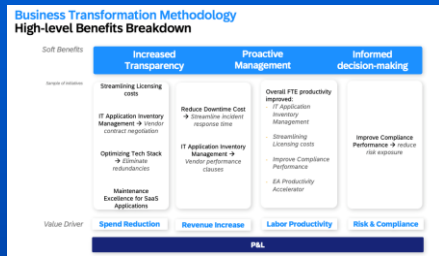 Business Transformation Methodology
High-level Benefits Breakdown
Soft Benefits
Increased
Transparency
Proactive
Management
Informed
decision-making
Sample of Initiatives
Streamlining Licensing
costs
IT Application Inventory
Management → Vendor
contract negotiation
Optimizing Tech Stack
→ Eliminate
redundancies
Maintenance
Excellence for SaaS
Applications
Reduce Downtime Cost
→ Streamline incident
response time
IT Application Inventory
Management →
Vendor performance
clauses
Overall FTE productivity
improved:
- IT Application
Inventory
Management
- Streamlining
Licensing costs
- Improve Compliance
Performance
- EA Productivity
Accelerator
Improve Compliance
Performance → reduce
risk exposure
Value Driver
Spend Reduction
Revenue Increase
Labor Productivity
Risk & Compliance
P&L